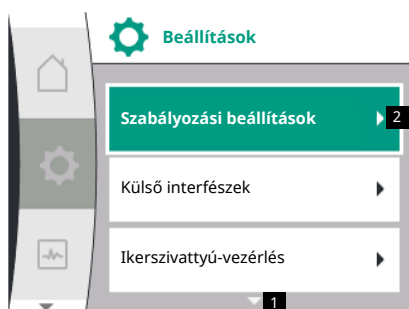 Beállítások
Szabályozási beállítások
2
Külső interfészek
Ikerszivattyú-vezérlés
1